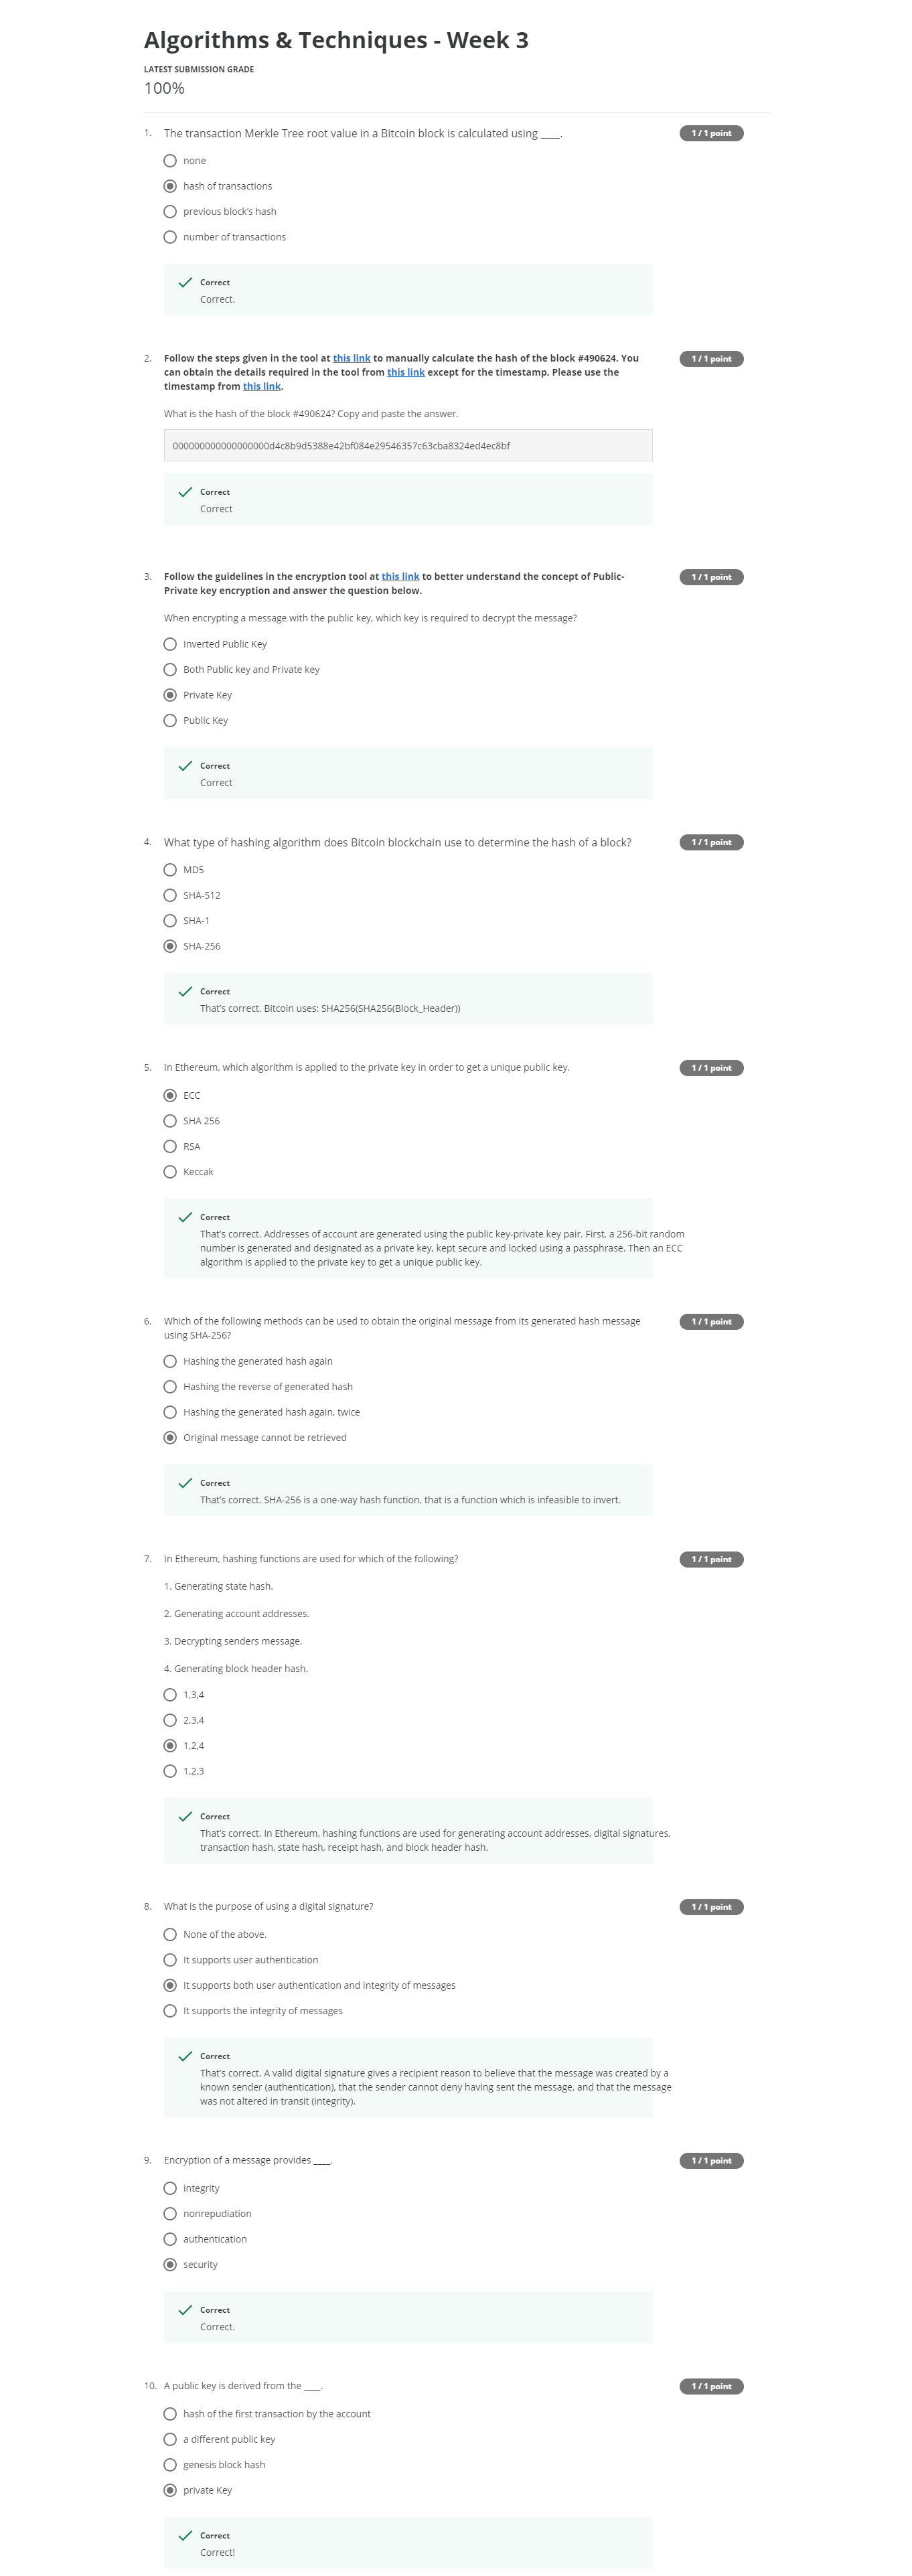 Algorithms & Techniques - Week 3
LATEST SUBMISSION GRADE
100%
1. The transaction Merkle Tree root value in a Bitcoin block is calculated using ____. 1 / 1 point
none
hash of transactions
previous block's hash
number of transactions
Correct
Correct.
2. Follow the steps given in the tool at this link to manually calculate the hash of the block #490624. You 1 / 1 point
can obtain the details required in the tool from this link except for the timestamp. Please use the
timestamp from this link.
What is the hash of the block #490624? Copy and paste the answer.
000000000000000000d4c8b9d5388e42bf084e29546357c63cba8324ed4ec8bf
Correct
Correct
3. Follow the guidelines in the encryption tool at this link to better understand the concept of Public- 1 / 1 point
Private key encryption and answer the question below.
When encrypting a message with the public key, which key is required to decrypt the message?
Inverted Public Key
Both Public key and Private key
Private Key
Public Key
Correct
Correct
4. What type of hashing algorithm does Bitcoin blockchain use to determine the hash of a block? 1 / 1 point
MD5
SHA-512
SHA-1
SHA-256
Correct
That's correct. Bitcoin uses: SHA256(SHA256(Block_Header))
5. In Ethereum, which algorithm is applied to the private key in order to get a unique public key. 1 / 1 point
ECC
SHA 256
RSA
Keccak
Correct
That's correct. Addresses of account are generated using the public key-private key pair. First, a 256-bit random
number is generated and designated as a private key, kept secure and locked using a passphrase. Then an ECC
algorithm is applied to the private key to get a unique public key.
6. Which of the following methods can be used to obtain the original message from its generated hash message 1 / 1 point
using SHA-256?
Hashing the generated hash again
Hashing the reverse of generated hash
Hashing the generated hash again, twice
Original message cannot be retrieved
Correct
That's correct. SHA-256 is a one-way hash function, that is a function which is infeasible to invert.
7. In Ethereum, hashing functions are used for which of the following? 1 / 1 point
1. Generating state hash.
2. Generating account addresses.
3. Decrypting senders message.
4. Generating block header hash.
1,3,4
2,3,4
1,2,4
1,2,3
Correct
That's correct. In Ethereum, hashing functions are used for generating account addresses, digital signatures,
transaction hash, state hash, receipt hash, and block header hash.
8. What is the purpose of using a digital signature? 1 / 1 point
None of the above.
It supports user authentication
It supports both user authentication and integrity of messages
It supports the integrity of messages
Correct
That's correct. A valid digital signature gives a recipient reason to believe that the message was created by a
known sender (authentication), that the sender cannot deny having sent the message, and that the message
was not altered in transit (integrity).
9. Encryption of a message provides ____. 1 / 1 point
integrity
nonrepudiation
authentication
security
Correct
Correct.
10. A public key is derived from the ____. 1 / 1 point
hash of the first transaction by the account
a different public key
genesis block hash
private Key
Correct
Correct!